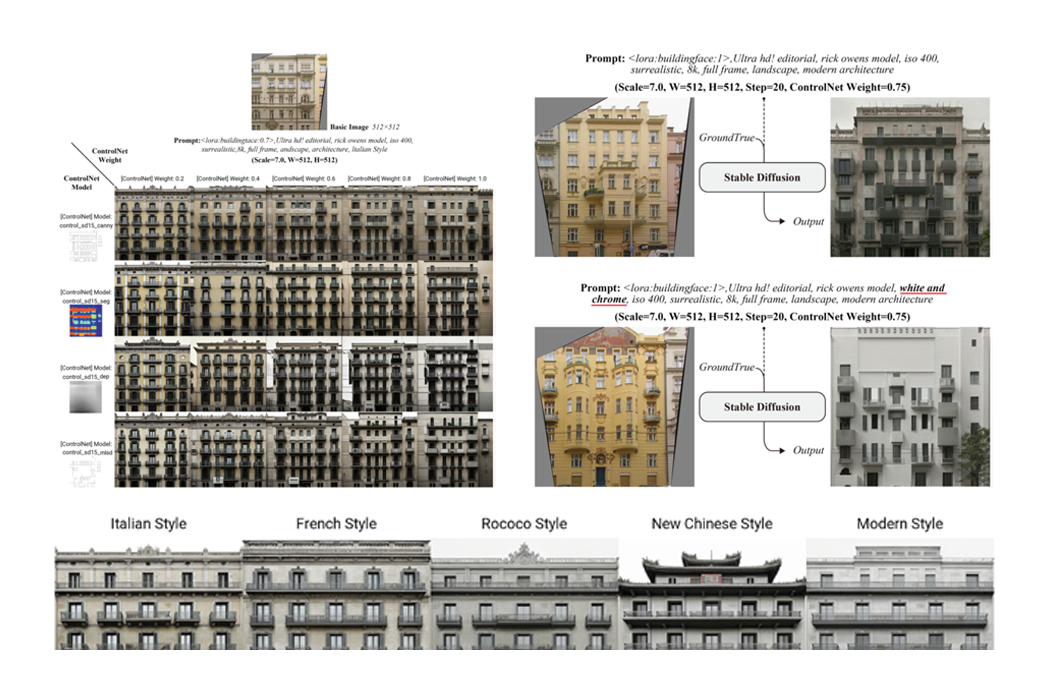 Basic Image 512×512
Prompt:<lora:buildingtace:0.7>,Ultra hd! editorial, rick owens model, iso 400,
surrealistic,8k, full frame, andscape, architecture, ltalian Style
(Scale=7.0, W=512, H=512)
ControlNet
Weight
ControlNet
Model
[ControlNet] Weight: 0.2
[ControlNet] Weight: 0.4
[ControlNet] Weight: 0.6
[ControlNet] Weight: 0.8
[ControlNet] Weight: 1.0
[ControlNet] Model:
control_sd15_canny
[ControlNet] Model:
control_sd15_seg
[ControlNet] Model:
control_sd15_dep
[ControlNet] Model:
control_sd15_mlsd
Prompt: <lora:buildingface:1>,Ultra hd! editorial, rick owens model, iso 400,
surrealistic, 8k, full frame, landscape, modern architecture
(Scale=7.0, W=512, H=512, Step=20, ControlNet Weight=0.75)
GroundTrue
Stable Diffusion
Output
Prompt: <lora:buildingface:1>,Ultra hd! editorial, rick owens model, white and
chrome, iso 400, surrealistic, 8k, full frame, landscape, modern architecture
(Scale=7.0, W=512, H=512, Step=20, ControlNet Weight=0.75)
GroundTrue
Stable Diffusion
Output
Italian Style
French Style
Rococo Style
New Chinese Style
Modern Style